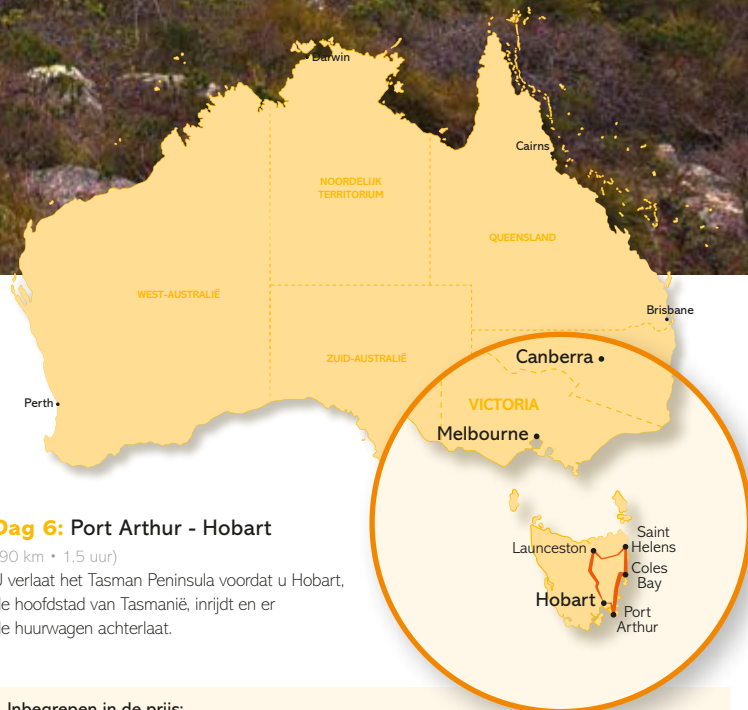 Darwin
Cairns
NOORDELIJK
TERRITORIUM
QUEENSLAND
WEST-AUSTRALIË
Brisbane
ZUID-AUSTRALIË
Canberra
Perth
VICTORIA
Melbourne
Dag 6: Port Arthur - Hobart
90 km • 1,5 uur)
U verlaat het Tasman Peninsula voordat u Hobart,
de hoofdstad van Tasmanië, inrijdt en er
de huurwagen achterlaat.
Launceston
Saint
Helens
Coles
Bay
Hobart
Port
Arthur
Inbegrepen in de prijs: